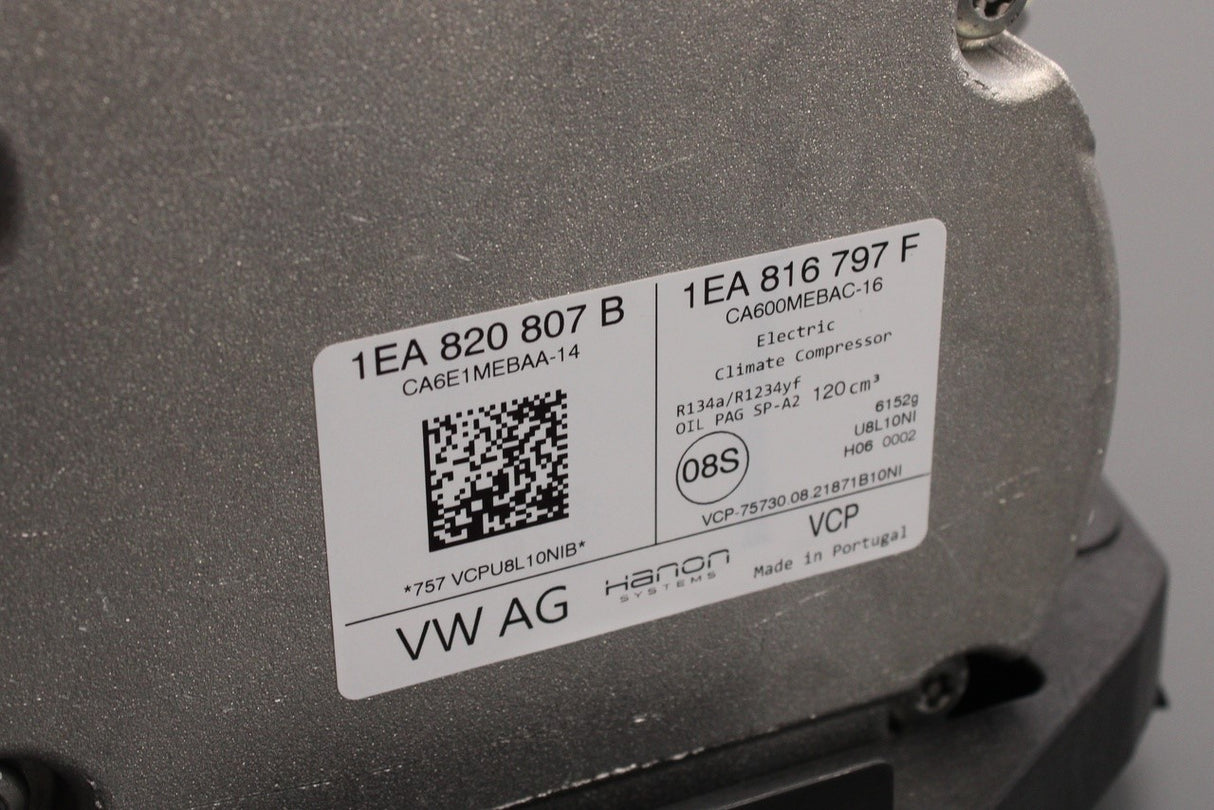 1EA 820 807 B
CA6E1MEBAA-14
*757 VCPU8L10NIB*
1EA 816 797 F
CA600MEBAC-16
Electric
Climate Compressor
R134a/R1234yf
OIL PAG SP-A2 120 cm³
6152g
U8L10NI
H06 0002
08S
VCP-75730.08.21871B10NI
VW AG
Hanon
SYSTEMS
VCP
Made in Portugal